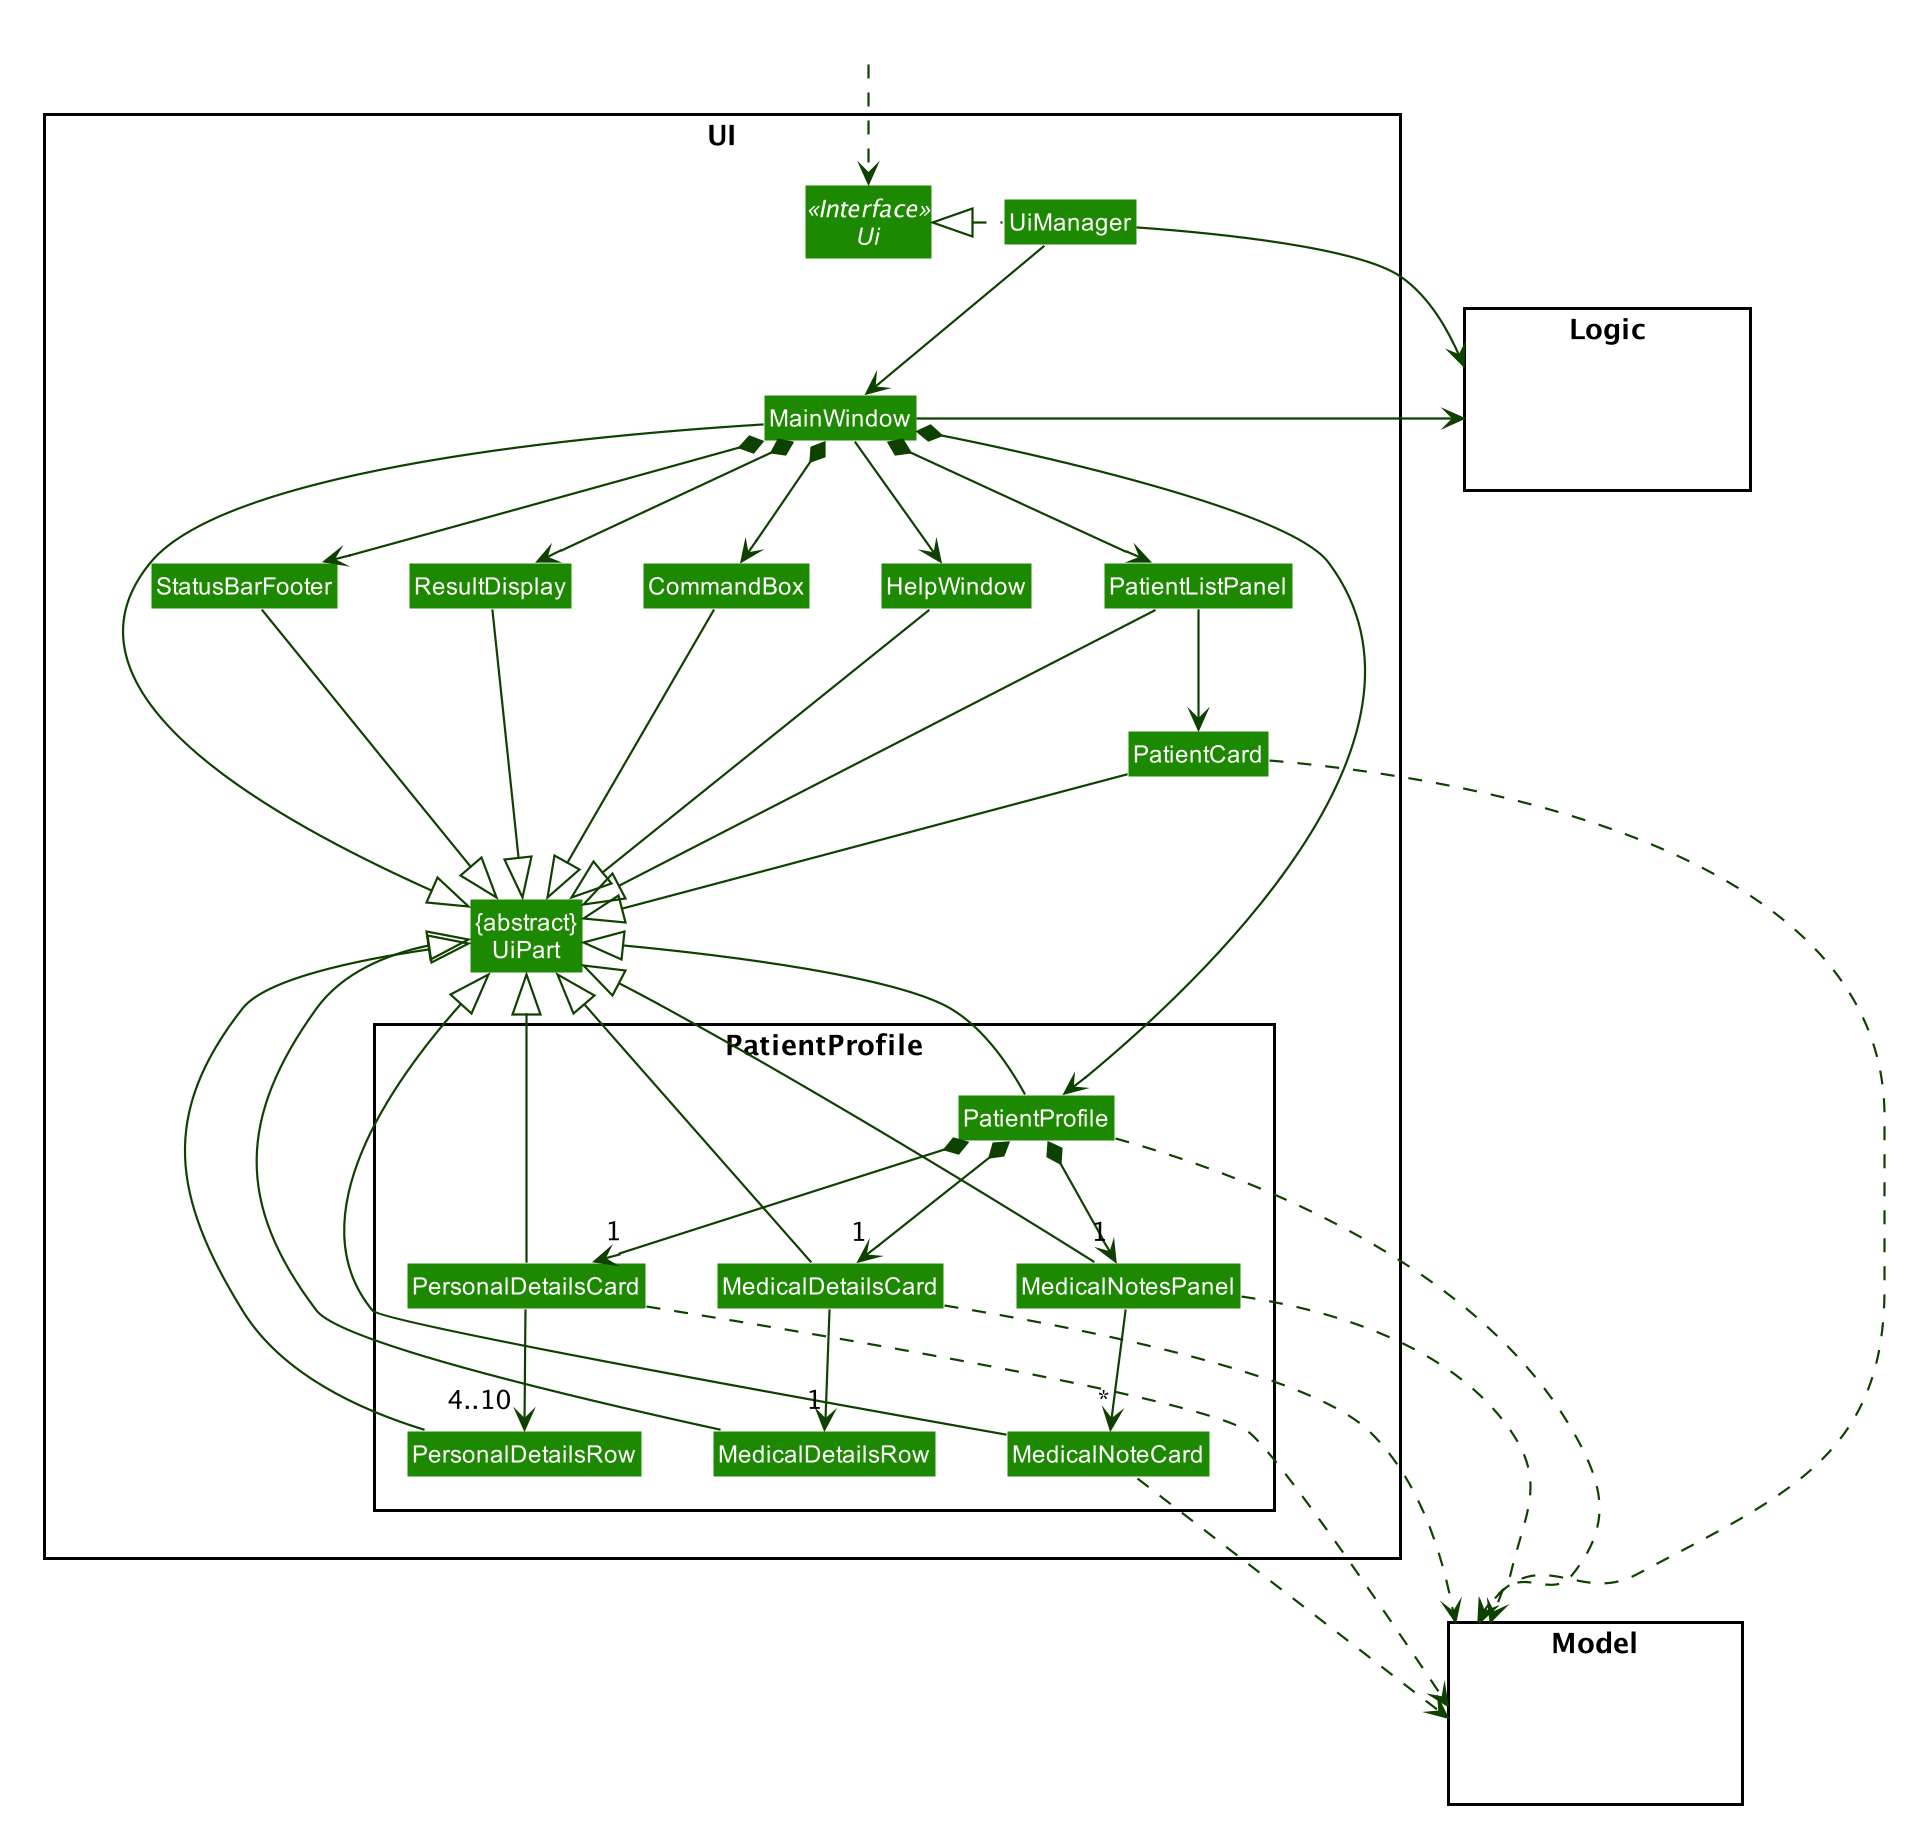 UI
«Interface»
Ui
UiManager
Logic
MainWindow
StatusBarFooter
ResultDisplay
CommandBox
HelpWindow
PatientListPanel
PatientCard
{abstract}
UiPart
PatientProfile
PatientProfile
1
1
1
PersonalDetailsCard
MedicalDetailsCard
MedicalNotesPanel
4..10
1
*
PersonalDetailsRow
MedicalDetailsRow
MedicalNoteCard
Model